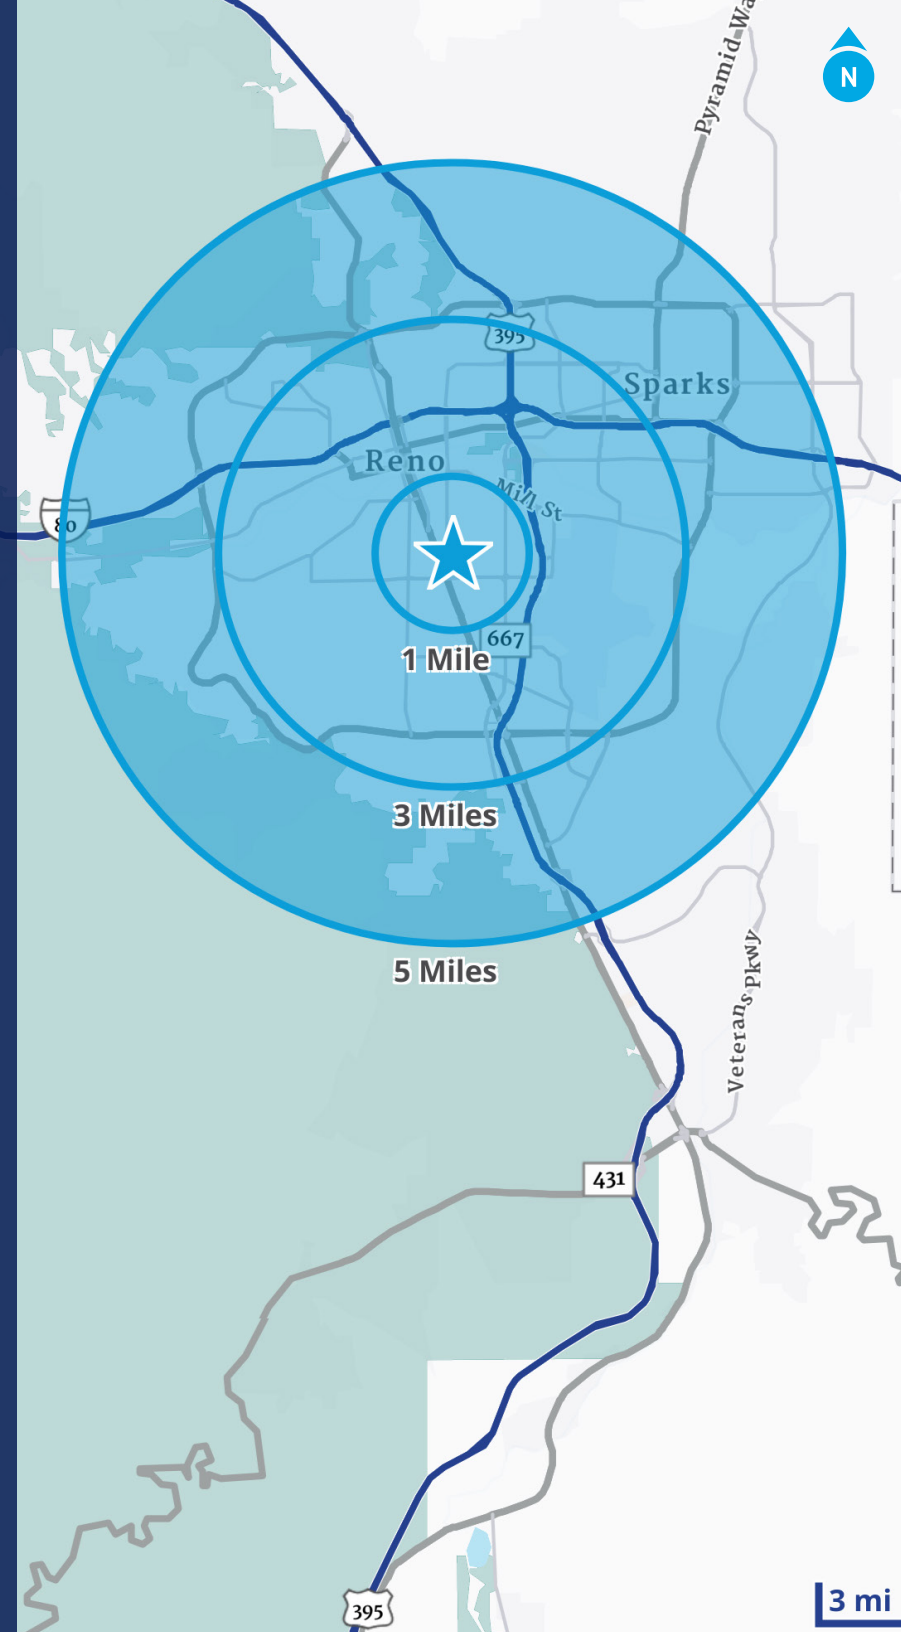 Pyramid Wa
N
395
Sparks
Reno
Mill St
80
667
1 Mile
3 Miles
5 Miles
Veterans Pkwy
431
3 mi
395